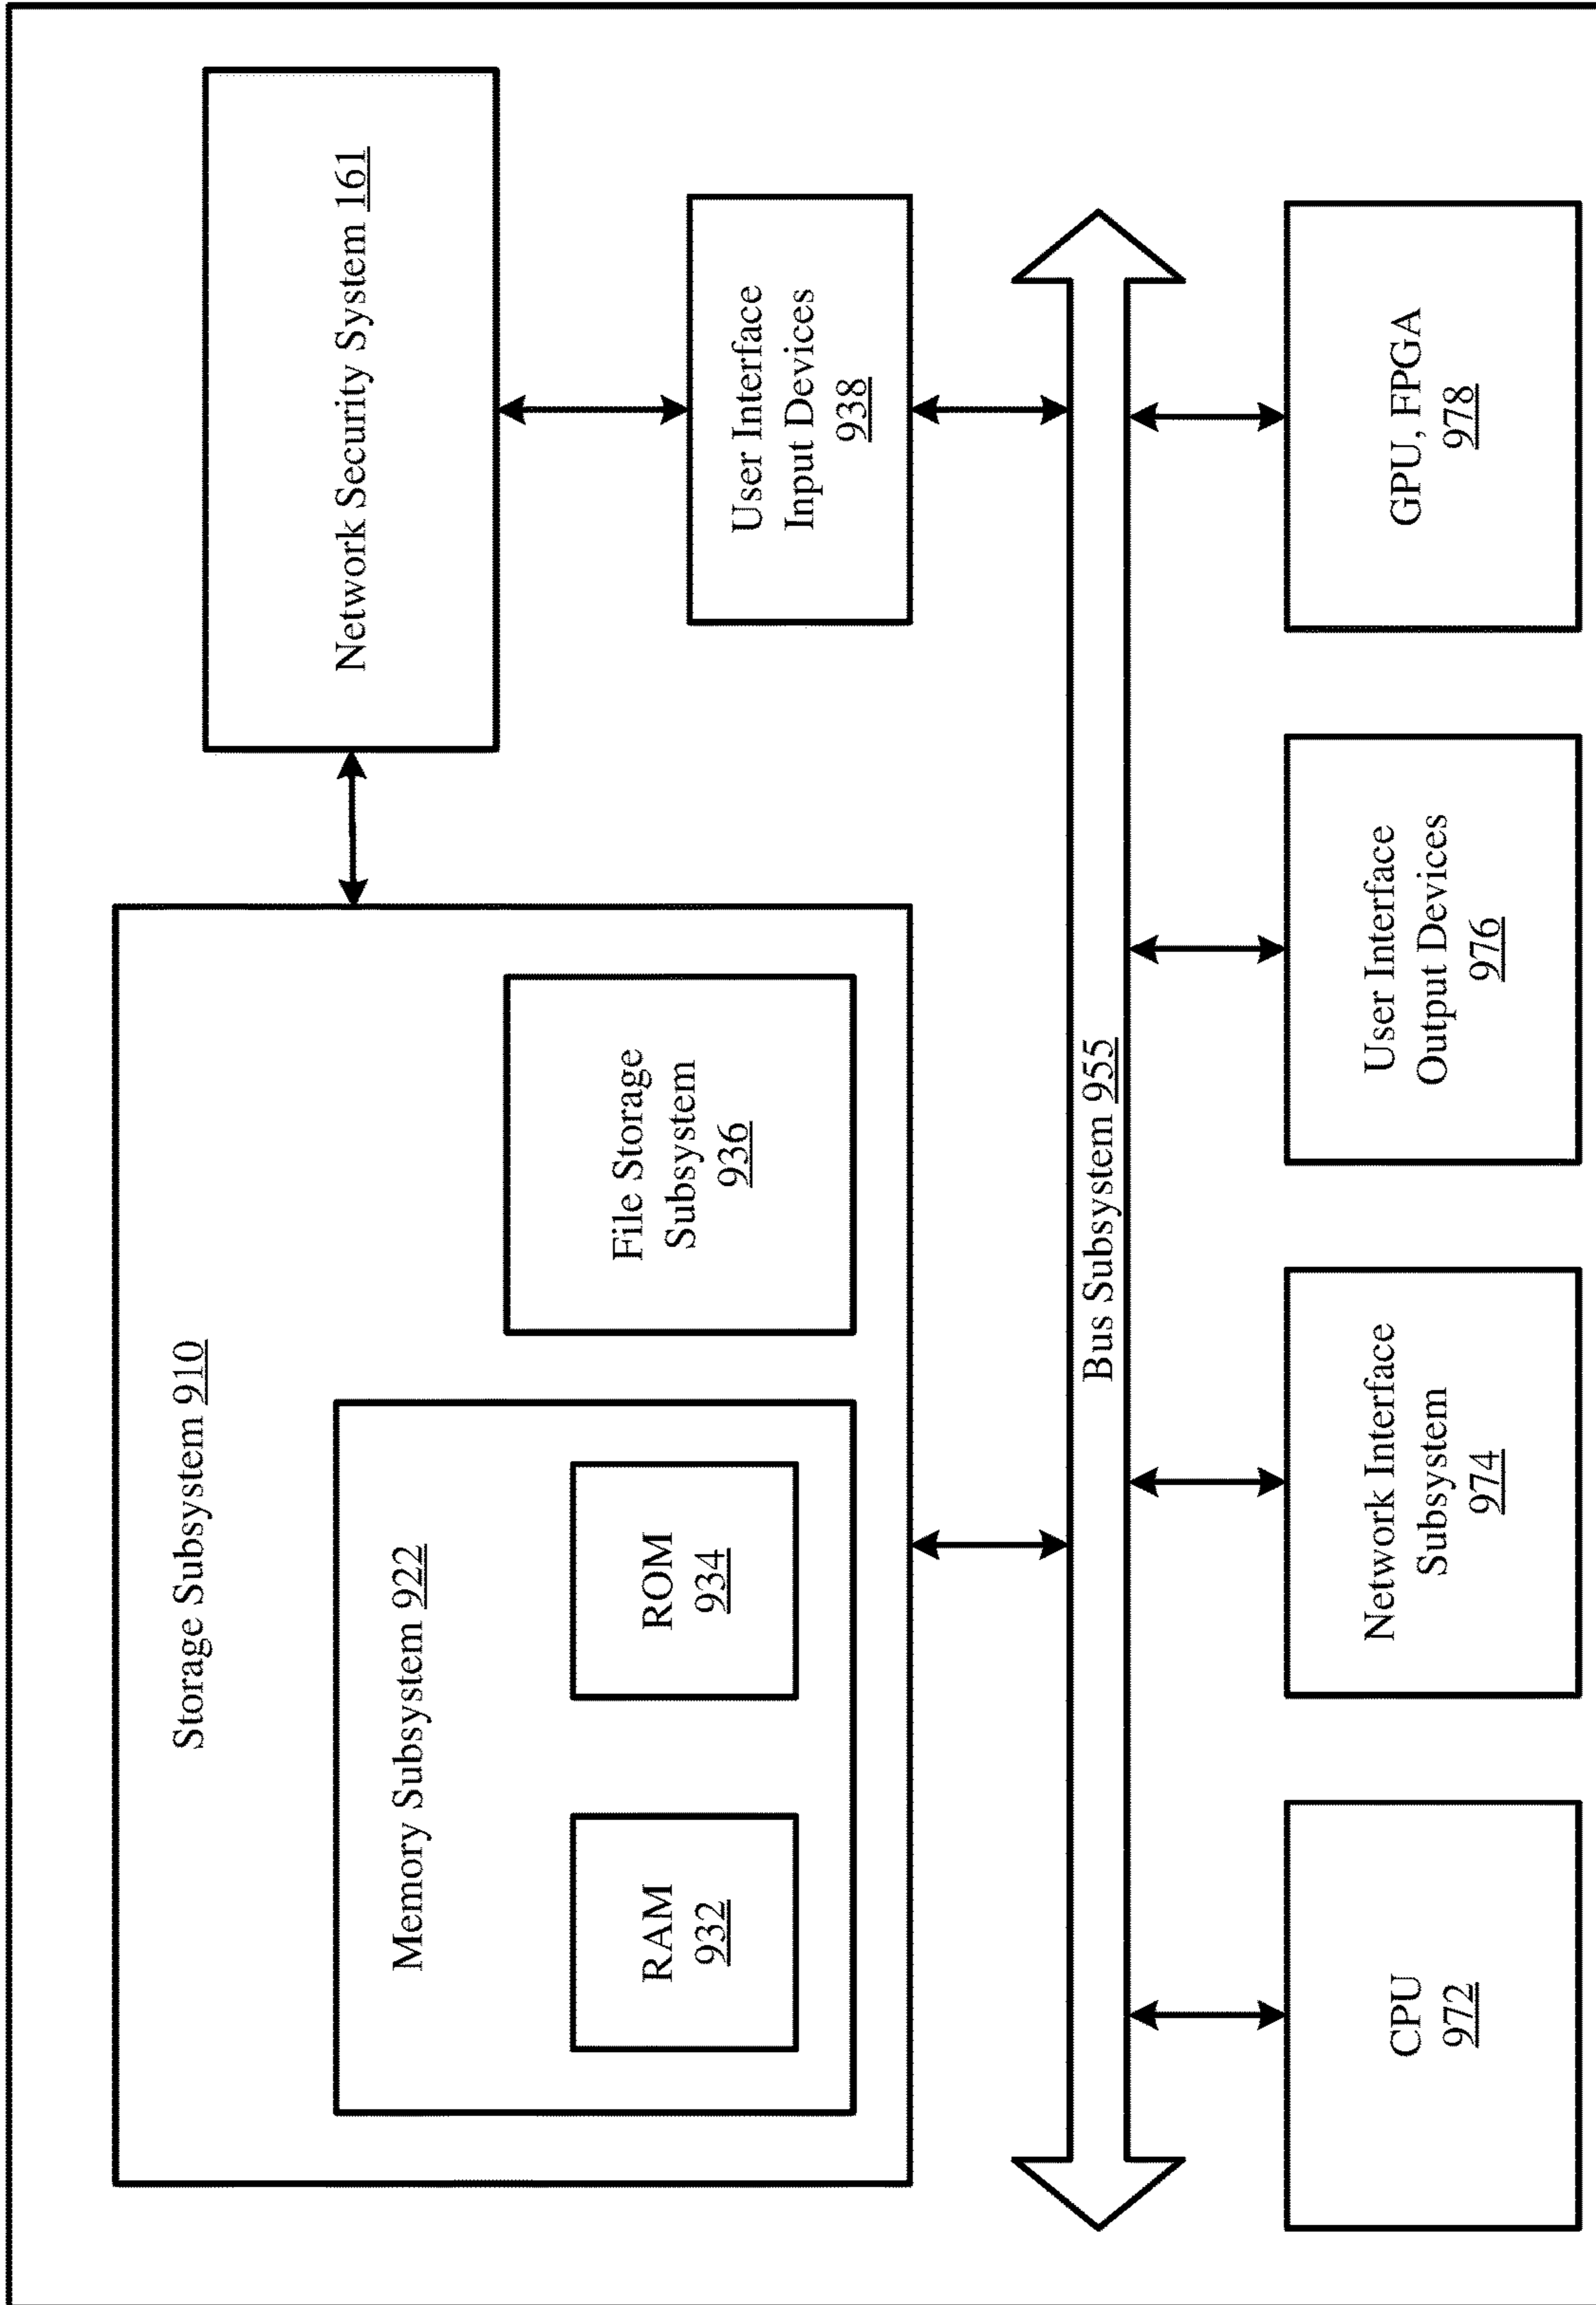 Storage Subsystem 910
Network Security System 161
Memory Subsystem 922
RAM
932
ROM
934
File Storage
Subsystem
936
User Interface
Input Devices
938
Bus Subsystem 955
CPU
972
Network Interface
Subsystem
974
User Interface
Output Devices
976
GPU, FPGA
978